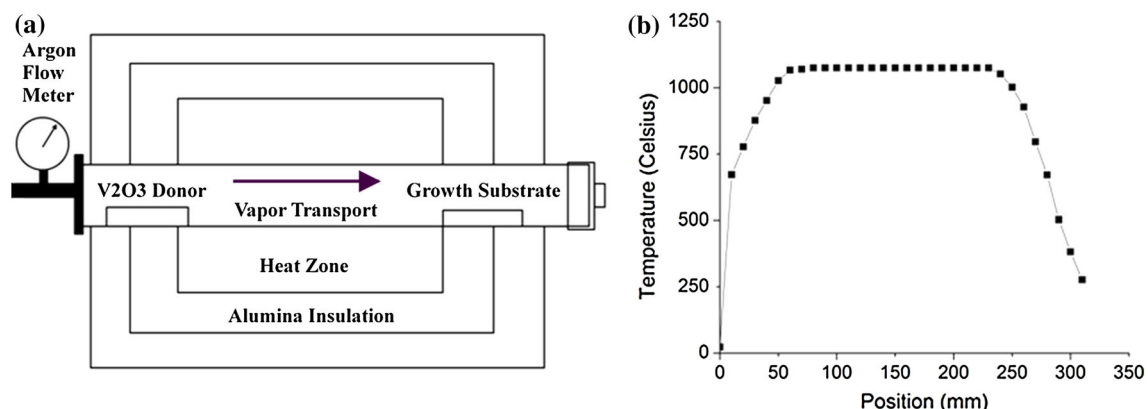 (a)
Argon
Flow
Meter
V2O3 Donor
Growth Substrate
Vapor Transport
Heat Zone
Alumina Insulation
(b)
Temperature (Celsius)
1250
1000
750
500
250
0
0 50 100 150 200 250 300 350
Position (mm)